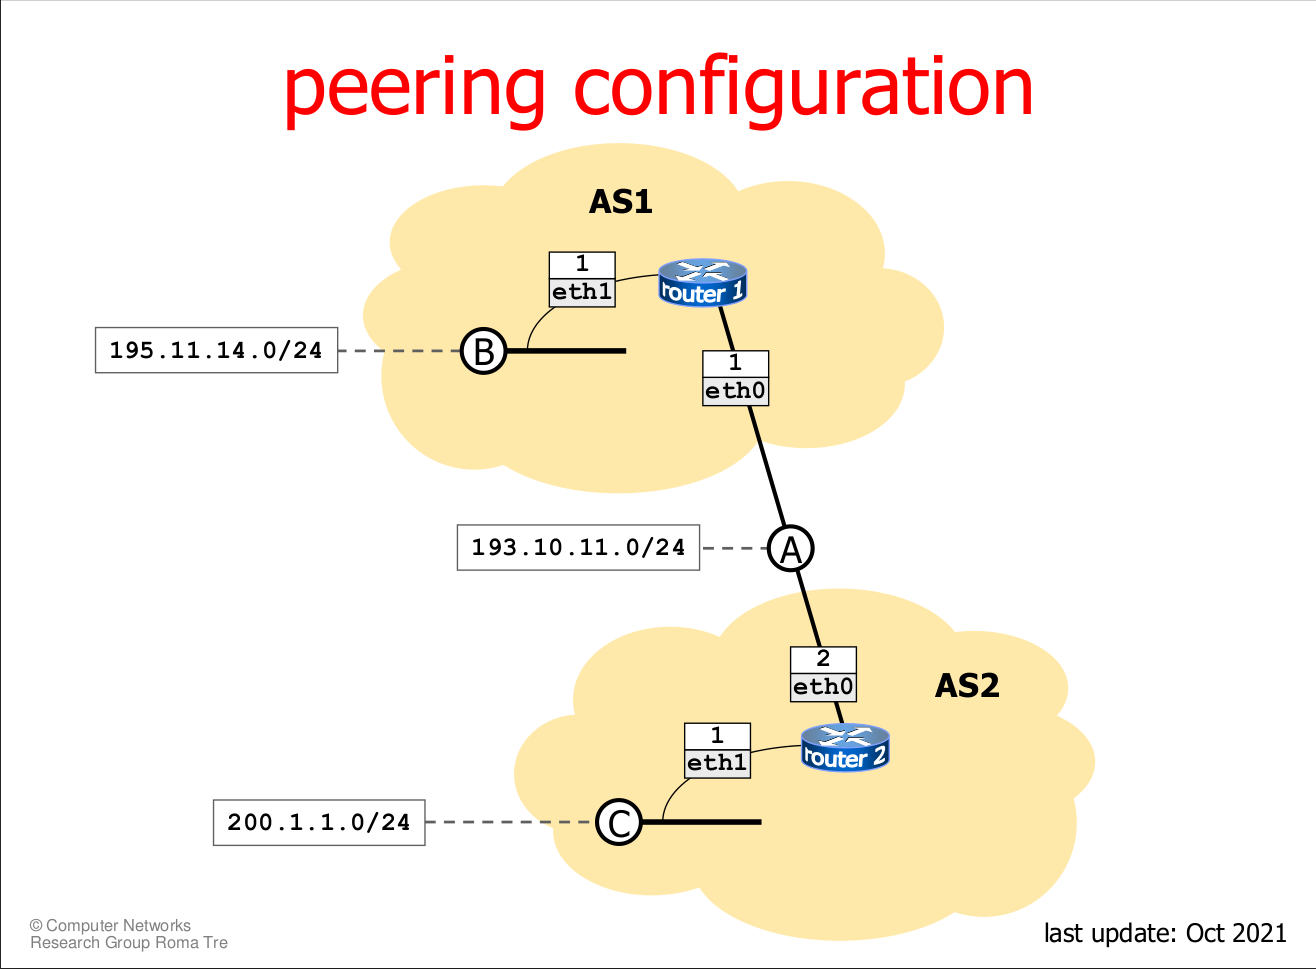 peering configuration
AS1
1
eth1
router 1
195.11.14.0/24
B
1
eth0
193.10.11.0/24
A
2
eth0
AS2
1
eth1
router 2
200.1.1.0/24
C
© Computer Networks
Research Group Roma Tre
last update: Oct 2021